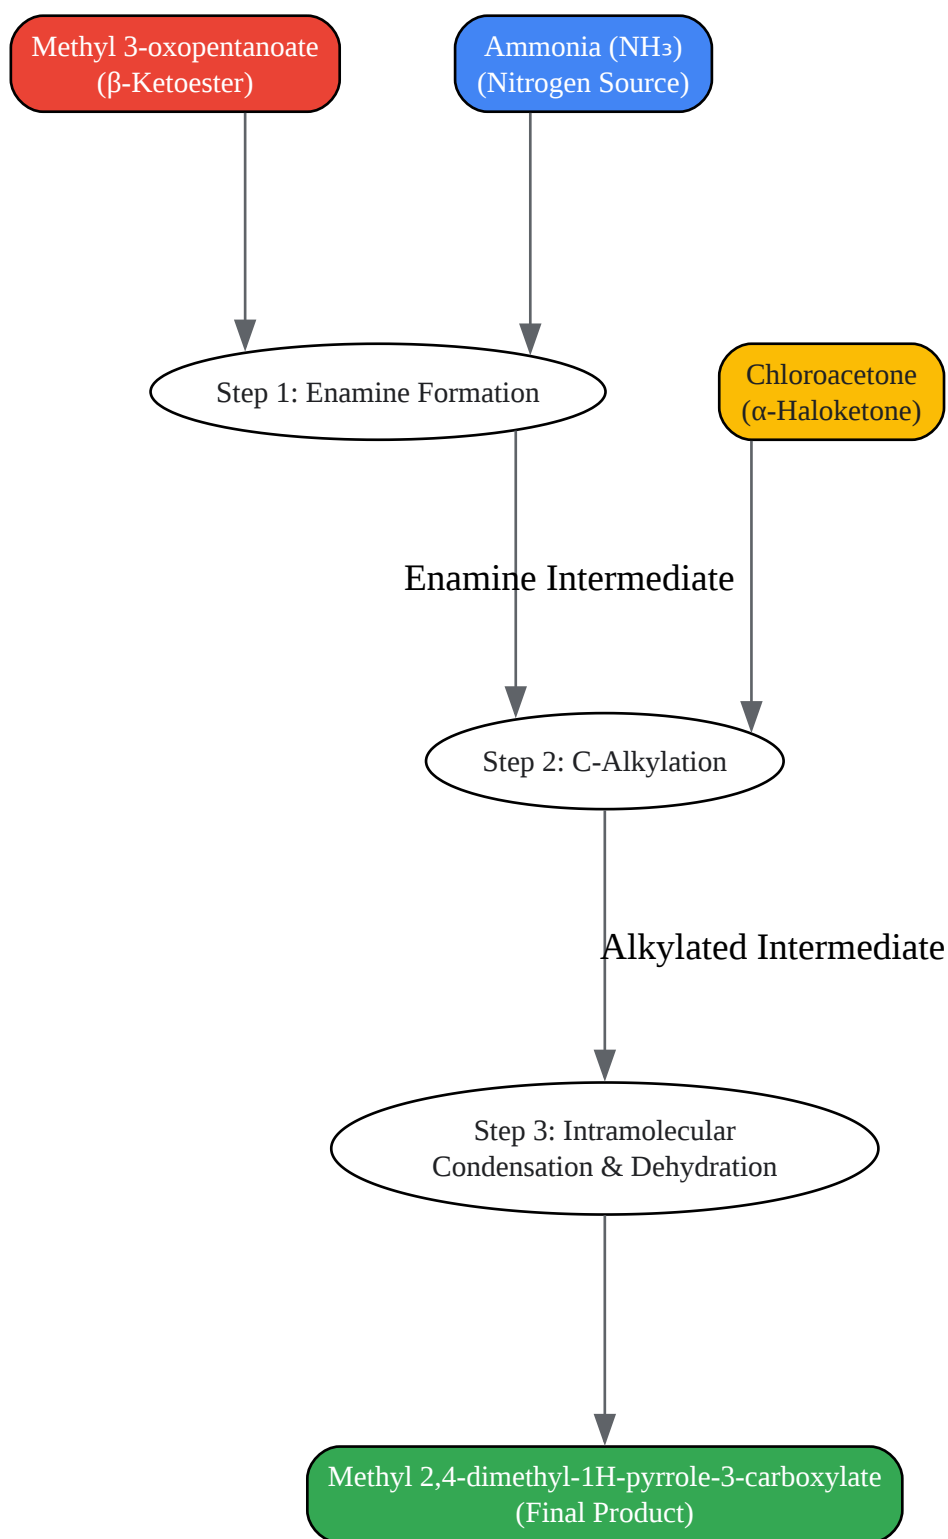 Methyl 3-oxopentanoate
(β-Ketoester)
Ammonia (NH₃)
(Nitrogen Source)
Step 1: Enamine Formation
Chloroacetone
(α-Haloketone)
Enamine Intermediate
Step 2: C-Alkylation
Alkylated Intermediate
Step 3: Intramolecular
Condensation & Dehydration
Methyl 2,4-dimethyl-1H-pyrrole-3-carboxylate
(Final Product)